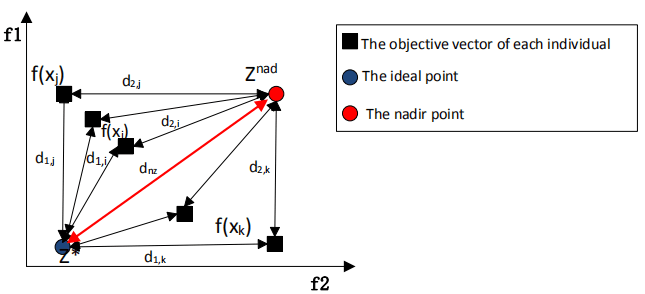 f1
f(xj)
d2,j
Znad
f(xi)
d2,i
d1,j
d1,i
dnz
d2,k
f(xk)
Z*
d1,k
f2
The objective vector of each individual
The ideal point
The nadir point